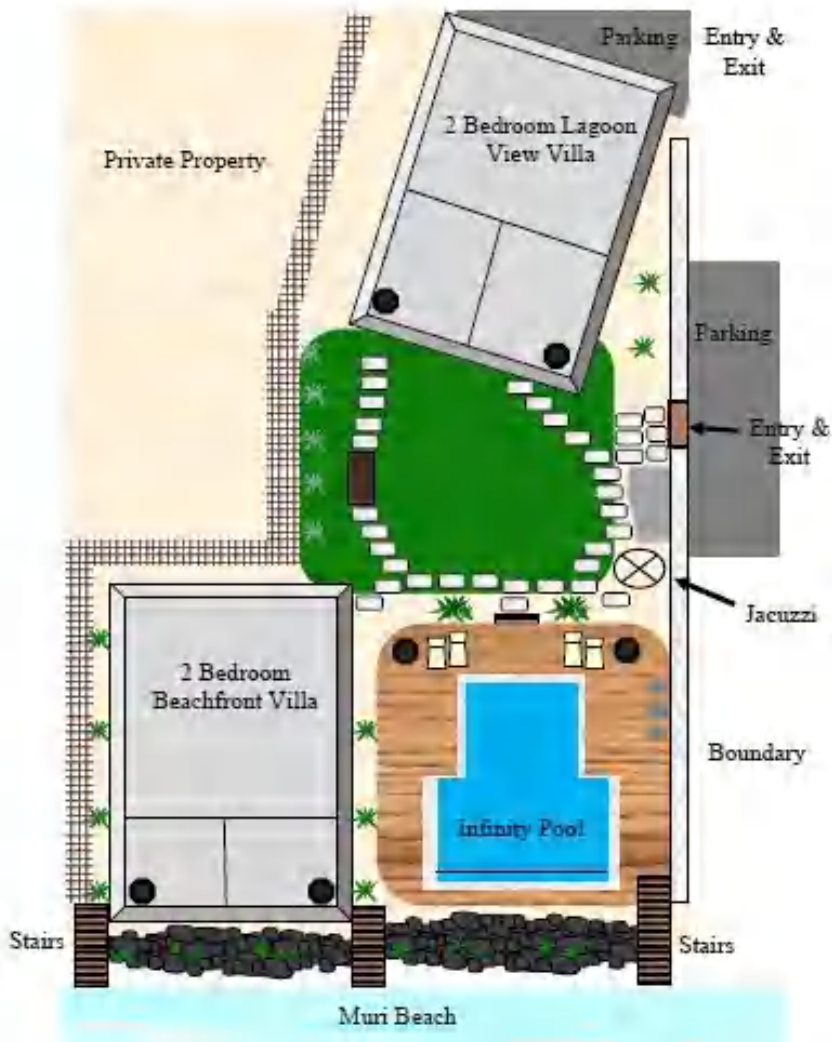 Parking
Entry &
Exit
2 Bedroom Lagoon
View Villa
Private Property
Parking
Entry &
Exit
Jacuzzi
2 Bedroom
Beachfront Villa
Boundary
Infinity Pool
Stairs
Stairs
Muri Beach